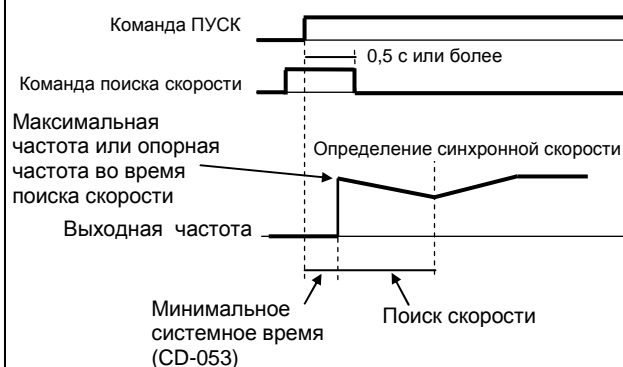 Команда ПУСК
0,5 с или более
Команда поиска скорости
Максимальная
частота или опорная
частота во время
поиска скорости
Определение синхронной скорости
Выходная частота
Минимальное
системное время
(CD-053)
Поиск скорости